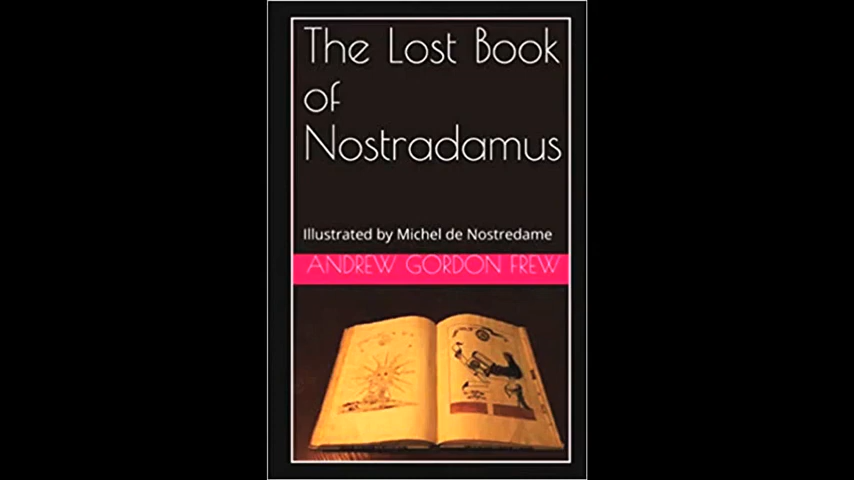 The Lost Book
of
Nostradamus
Illustrated by Michel de Nostredame
ANDREW GORDON FREW